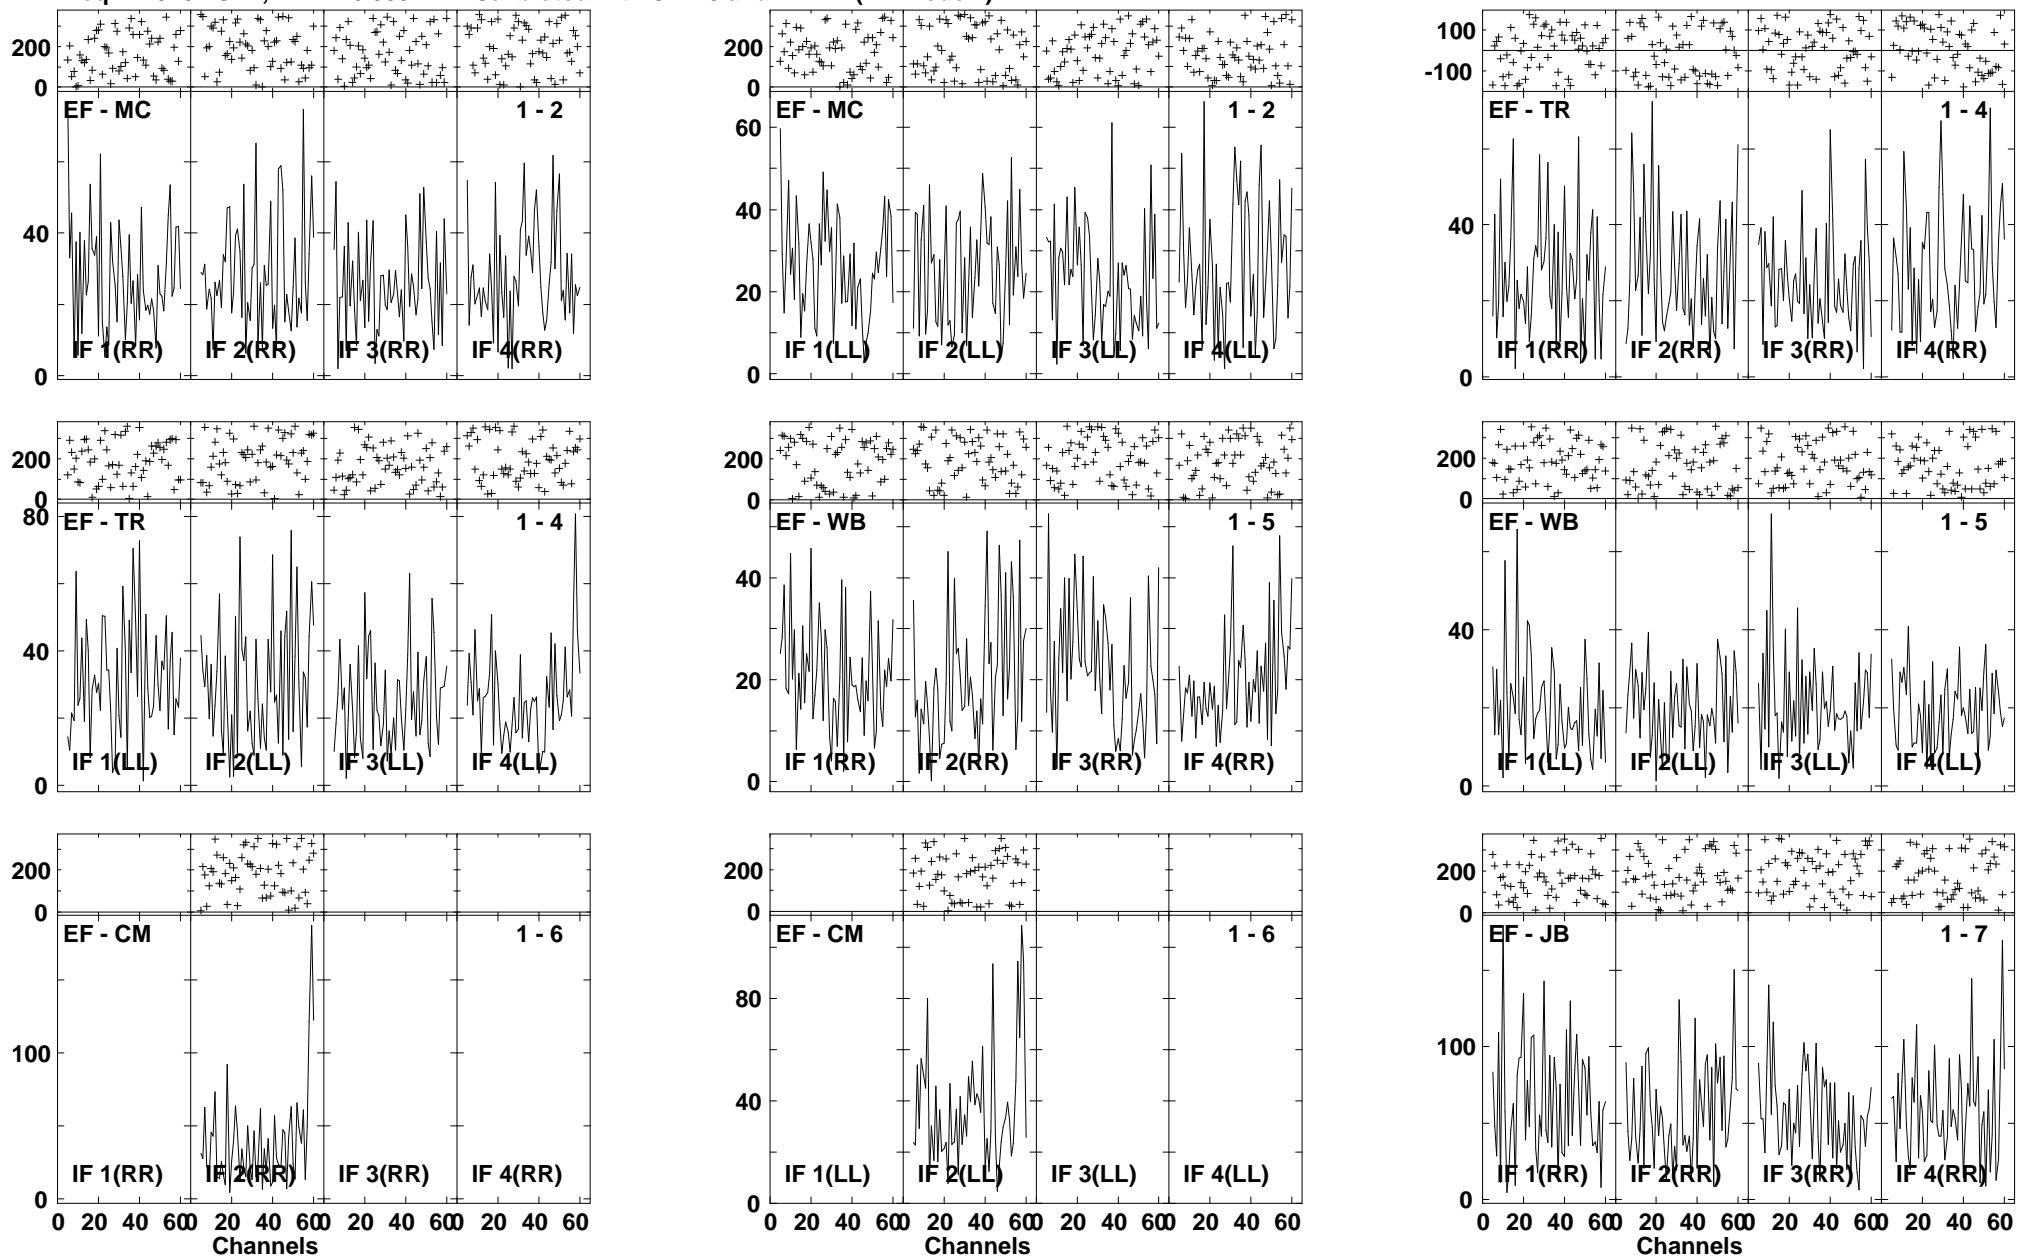 200
0
EF - MC 1 - 2
40
0
IF 1(RR) IF 2(RR) IF 3(RR) IF 4(RR)
200
0
EF - MC 1 - 2
60
40
20
0
IF 1(LL) IF 2(LL) IF 3(LL) IF 4(LL)
100
-100
EF - TR 1 - 4
40
0
IF 1(RR) IF 2(RR) IF 3(RR) IF 4(RR)
200
0
EF - TR 1 - 4
80
40
0
IF 1(LL) IF 2(LL) IF 3(LL) IF 4(LL)
200
0
EF - WB 1 - 5
40
20
0
IF 1(RR) IF 2(RR) IF 3(RR) IF 4(RR)
200
0
EF - WB 1 - 5
40
0
IF 1(LL) IF 2(LL) IF 3(LL) IF 4(LL)
200
0
EF - CM 1 - 6
100
0
IF 1(RR) IF 2(RR) IF 3(RR) IF 4(RR)
0 20 40 60 0 20 40 60 0 20 40 60 0 20 40 60
Channels
200
0
EF - CM 1 - 6
80
40
0
IF 1(LL) IF 2(LL) IF 3(LL) IF 4(LL)
0 20 40 60 0 20 40 60 0 20 40 60 0 20 40 60
Channels
200
0
EF - JB 1 - 7
100
0
IF 1(RR) IF 2(RR) IF 3(RR) IF 4(RR)
0 20 40 60 0 20 40 60 0 20 40 60 0 20 40 60
Channels